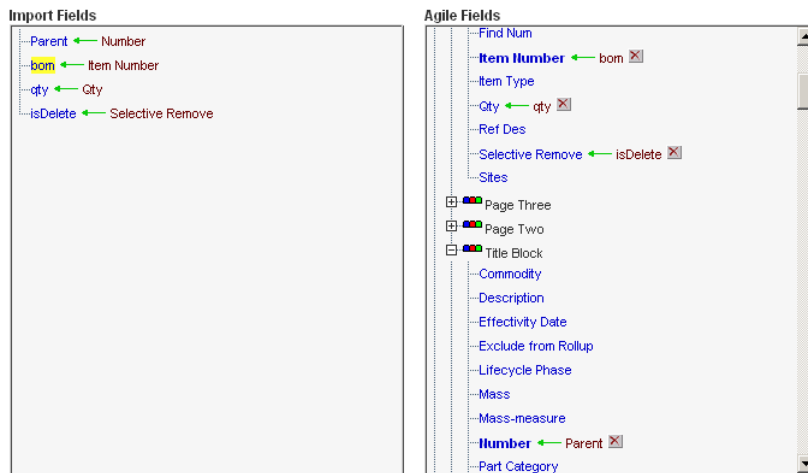 Import Fields
Parent Number
bom Item Number
qty Qty
isDelete Selective Remove
Agile Fields
Find Num
Item Number bom
Item Type
Qty qty
Ref Des
Selective Remove isDelete
Sites
Page Three
Page Two
Title Block
Commodity
Description
Effectivity Date
Exclude from Rollup
Lifecycle Phase
Mass
Mass-measure
Number Parent
Part Category